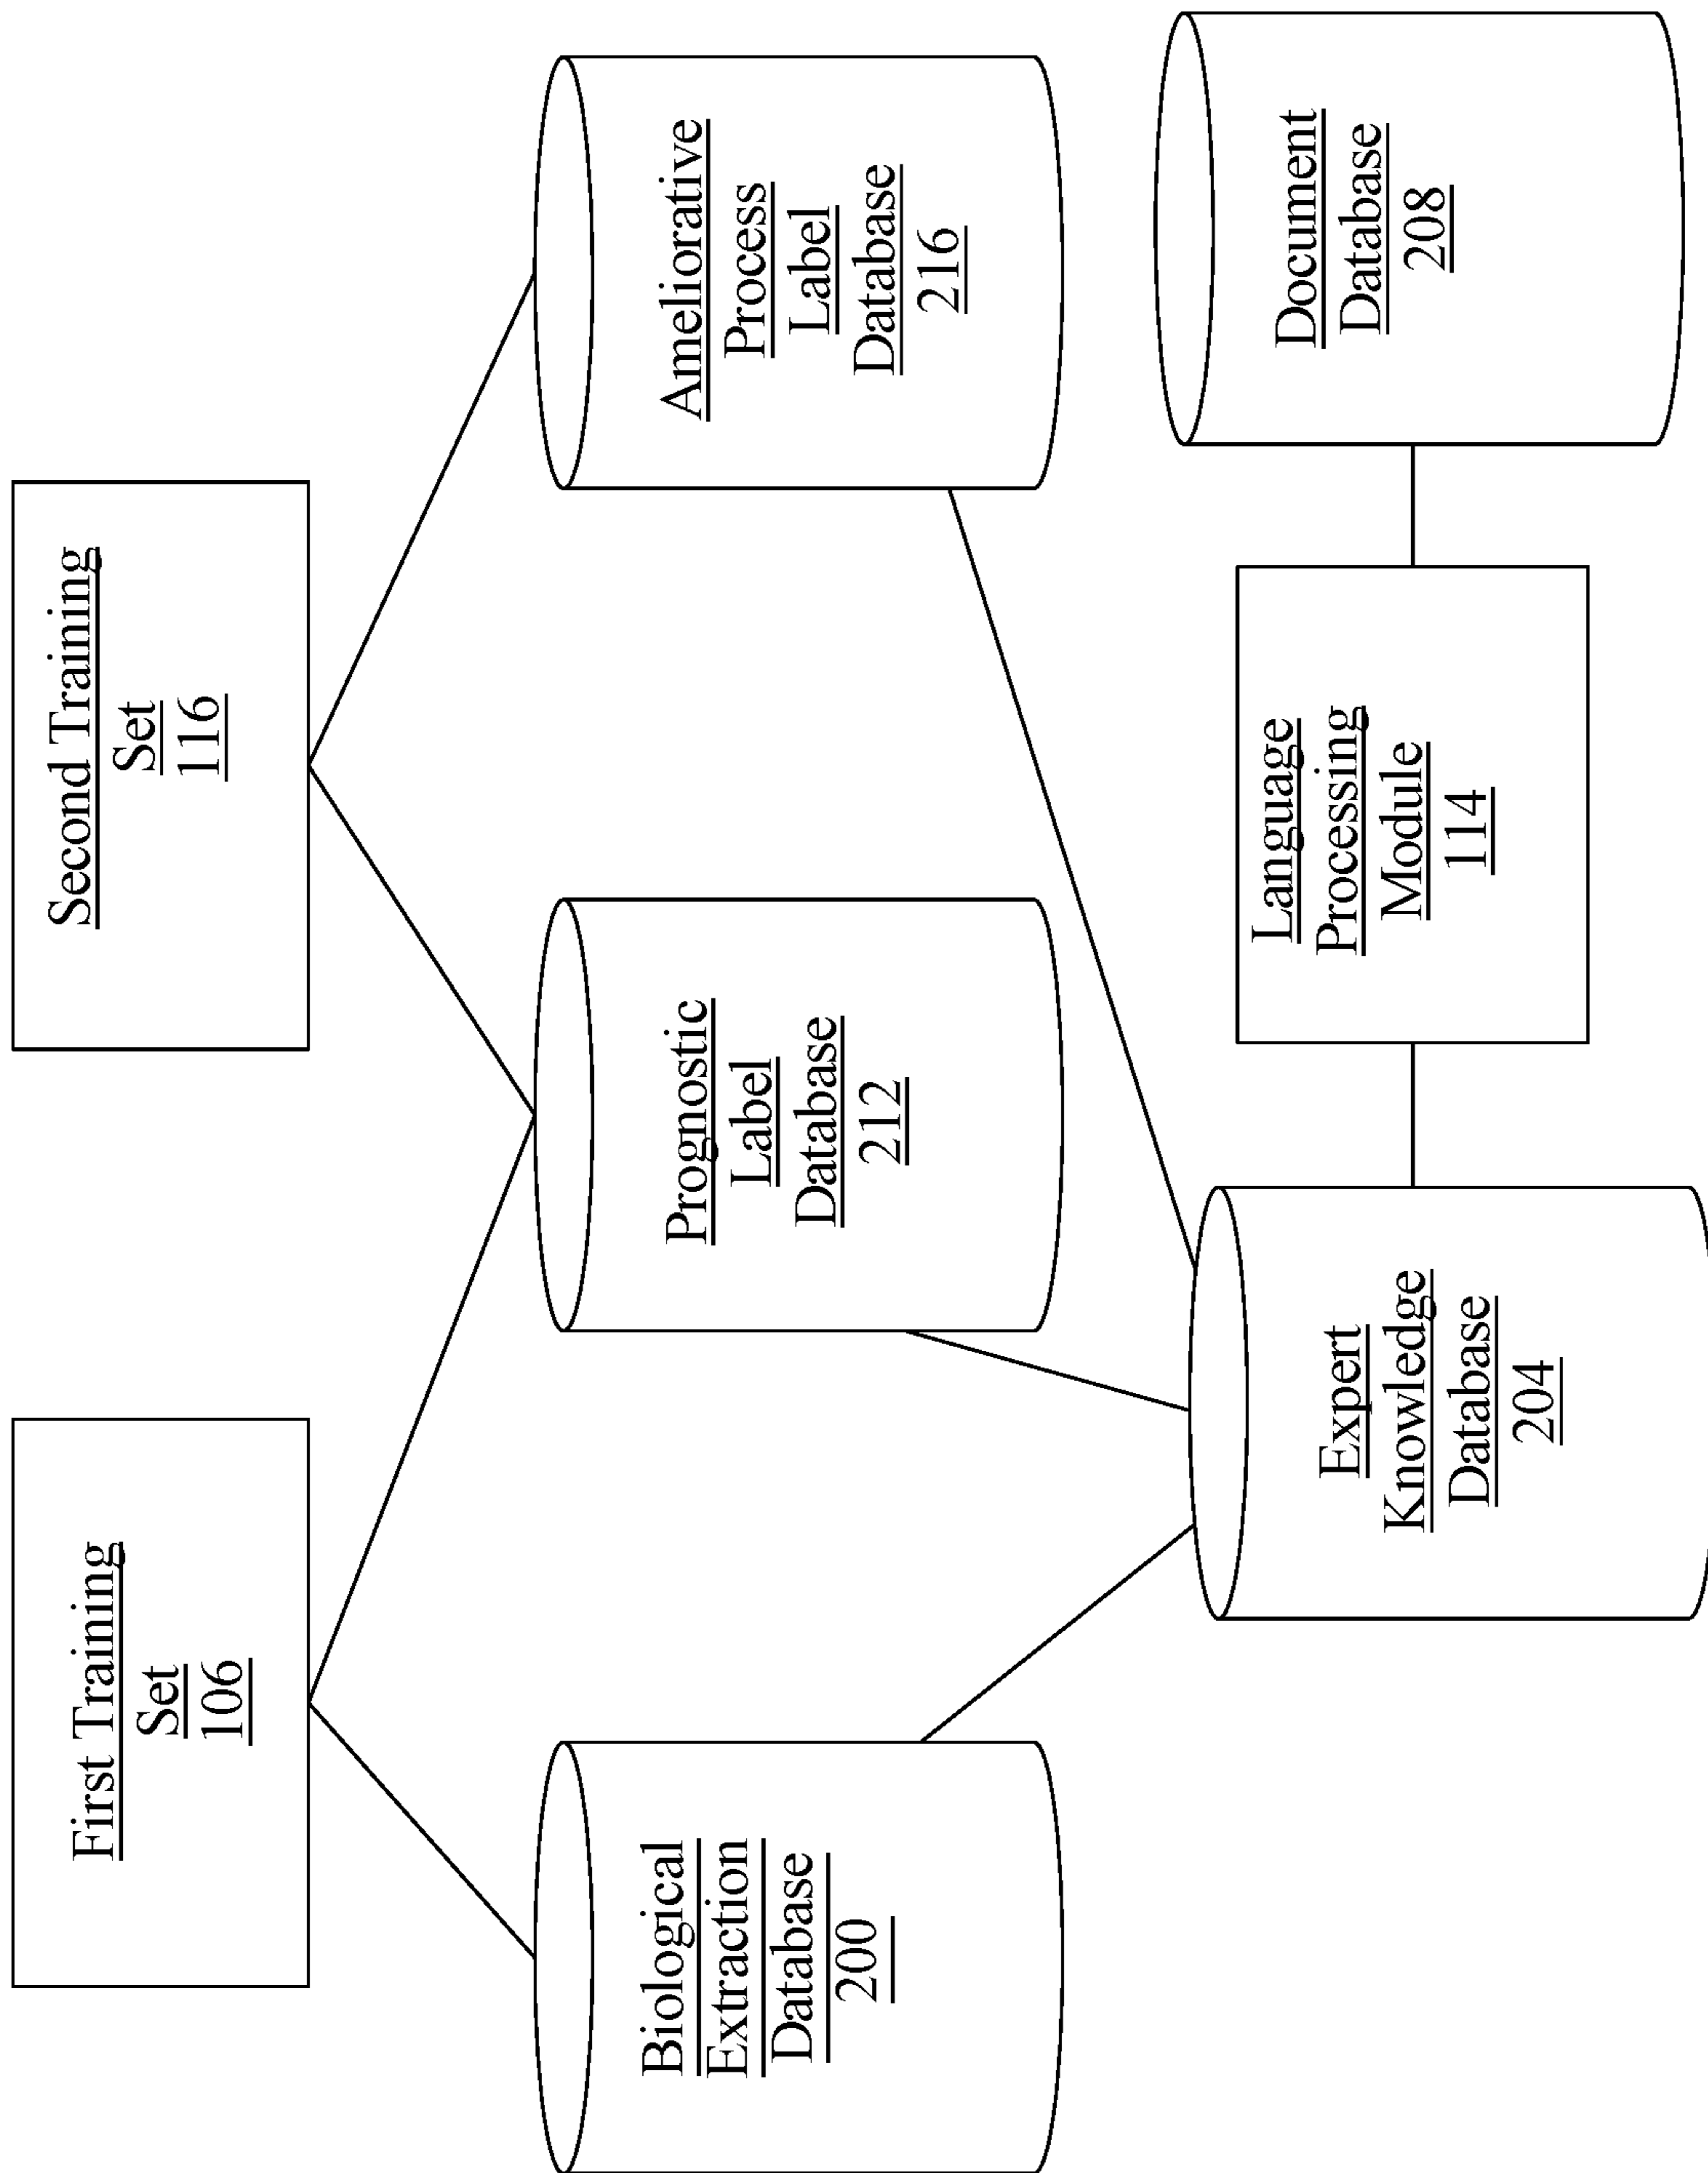 First Training
Set
106
Second Training
Set
116
Biological
Extraction
Database
200
Prognostic
Label
Database
212
Ameliorative
Process
Label
Database
216
Expert
Knowledge
Database
204
Language
Processing
Module
114
Document
Database
208